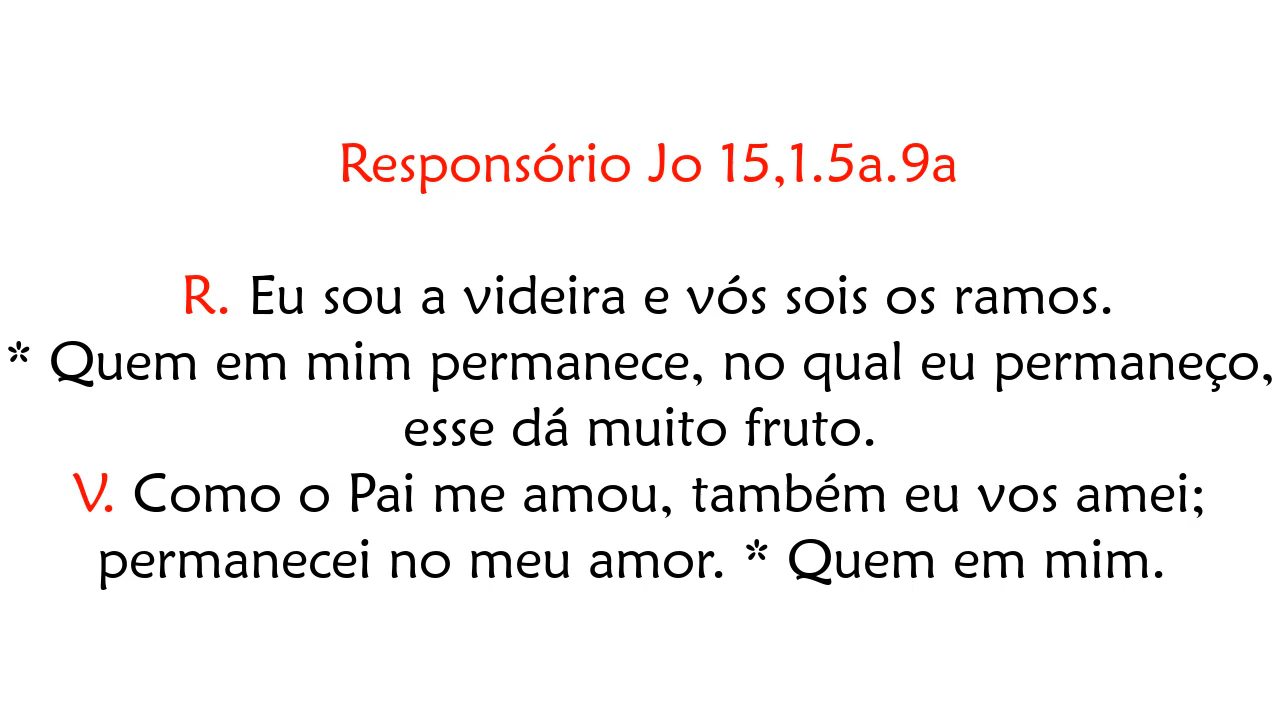 Responsório Jo 15,1.5a.9a
R. Eu sou a videira e vós sois os ramos.
* Quem em mim permanece, no qual eu permaneço,
esse dá muito fruto.
V. Como o Pai me amou, também eu vos amei;
permanecei no meu amor. * Quem em mim.